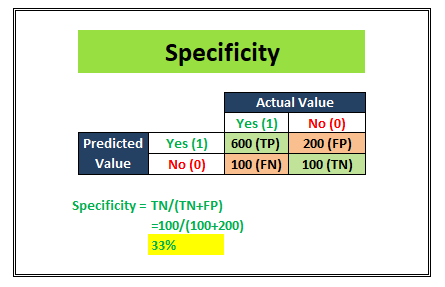 Specificity
Actual Value
Yes (1) No (0)
Predicted Yes (1) 600 (TP) 200 (FP)
Value No (0) 100 (FN) 100 (TN)
Specificity = TN/(TN+FP)
=100/(100+200)
33%